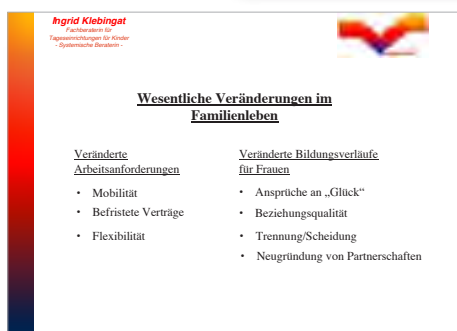 Ingrid Klebingat
Fachberaterin für
Tageseinrichtungen für Kinder
- Systemische Beraterin -
Wesentliche Veränderungen im
Familienleben
Veränderte
Arbeitsanforderungen
• Mobilität
• Befristete Verträge
• Flexibilität
Veränderte Bildungsverläufe
für Frauen
• Ansprüche an „Glück“
• Beziehungsqualität
• Trennung/Scheidung
• Neugründung von Partnerschaften